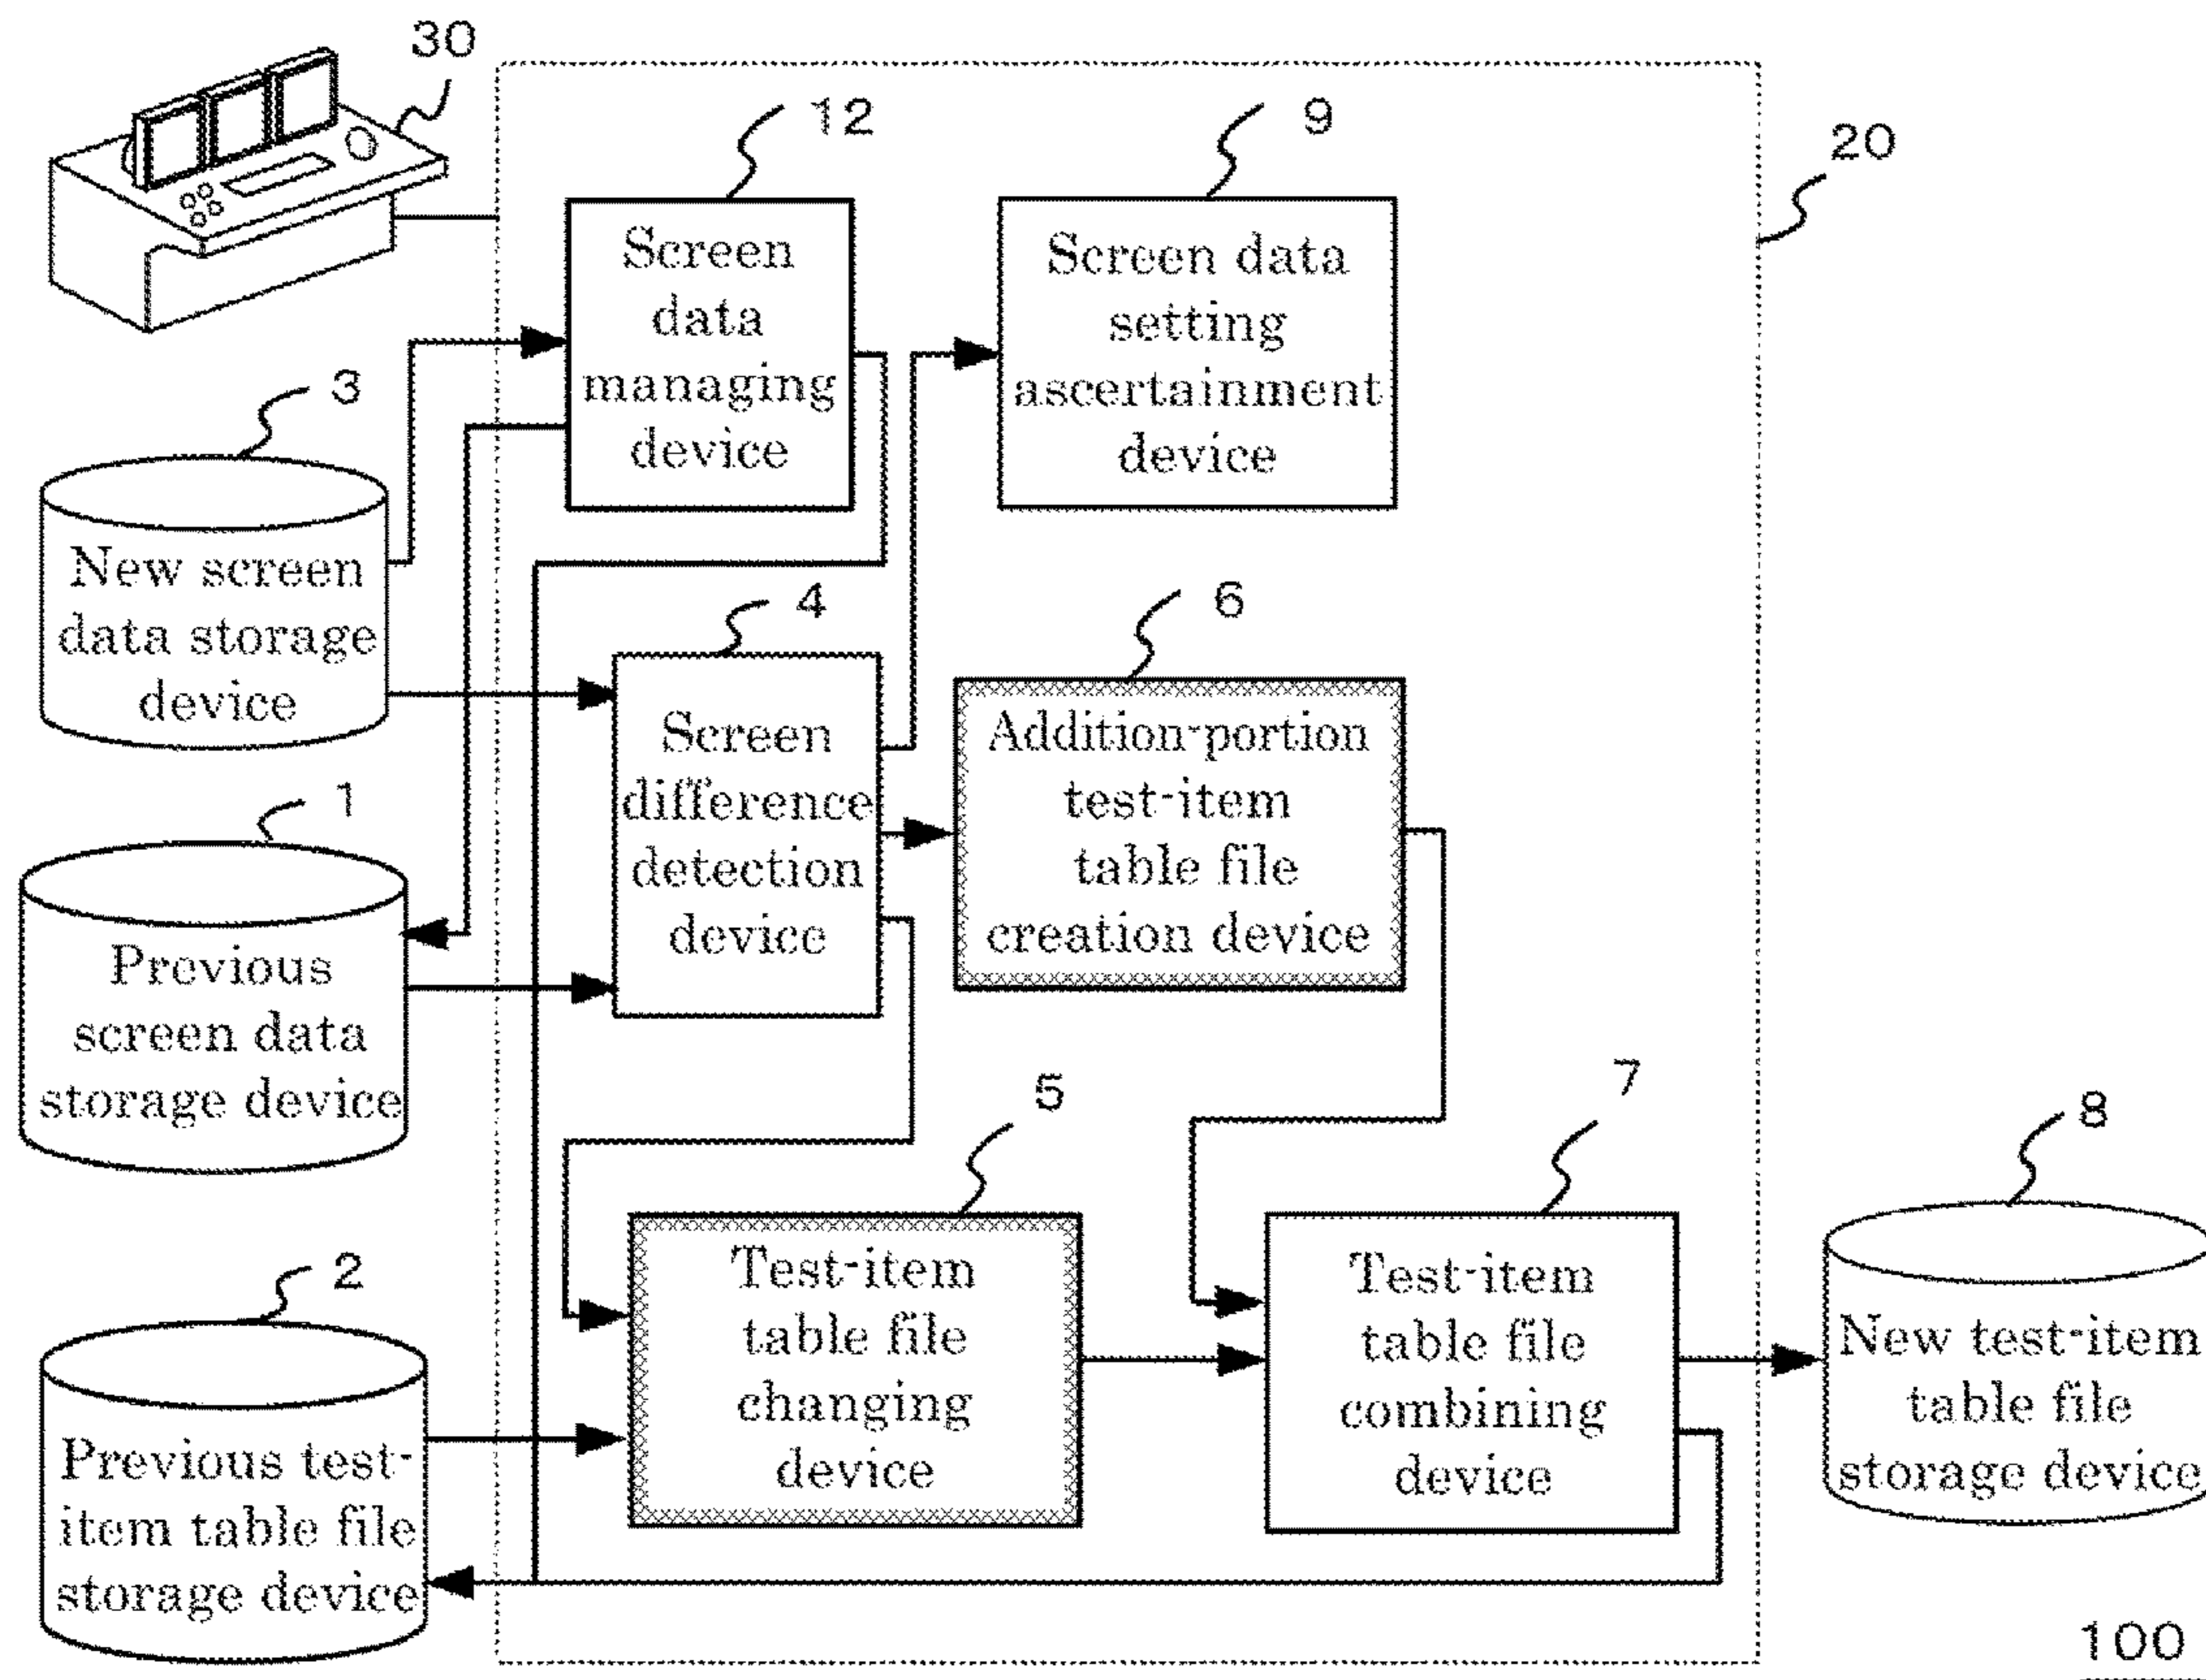 30
12
9
20
Screen
data
managing
device
Screen data
setting
ascertainment
device
3
New screen
data storage
device
4
Screen
difference
detection
device
6
Addition-portion
test-item
table file
creation device
1
Previous
screen data
storage device
5
Test-item
table file
changing
device
7
Test-item
table file
combining
device
8
New test-item
table file
storage device
2
Previous test-
item table file
storage device
100